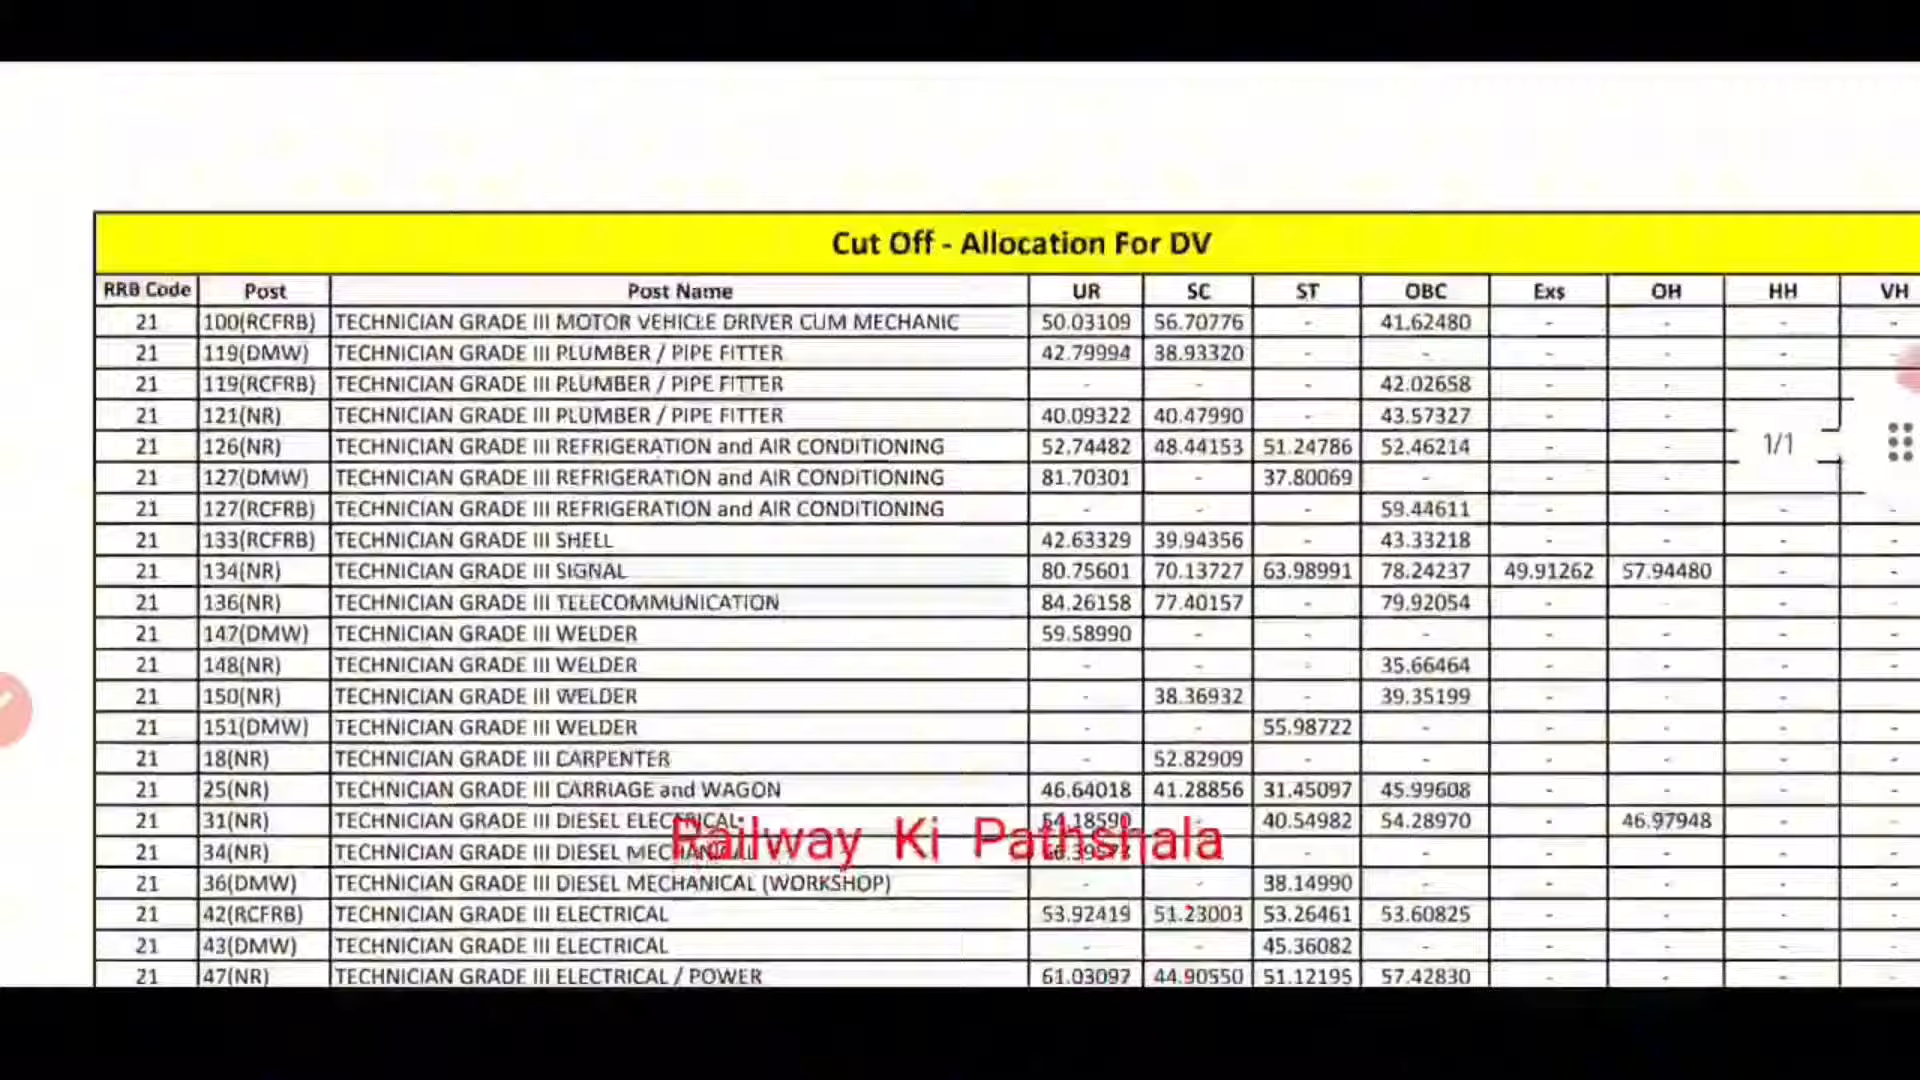 Cut Off - Allocation For DV
RRB Code Post Post Name UR SC ST OBC Exs OH HH VH
21 100(RCFRB) TECHNICIAN GRADE III MOTOR VEHICLE DRIVER CUM MECHANIC 50.03109 56.70776 - 41.62480 - - - -
21 119(DMW) TECHNICIAN GRADE III PLUMBER / PIPE FITTER 42.79994 38.93320 - - - - - -
21 119(RCFRB) TECHNICIAN GRADE III PLUMBER / PIPE FITTER - - - 42.02658 - - -
21 121(NR) TECHNICIAN GRADE III PLUMBER / PIPE FITTER 40.09322 40.47990 - 43.57327 - - -
21 126(NR) TECHNICIAN GRADE III REFRIGERATION and AIR CONDITIONING 52.74482 48.44153 51.24786 52.46214 - - 1/1
21 127(DMW) TECHNICIAN GRADE III REFRIGERATION and AIR CONDITIONING 81.70301 - 37.80069 - - - -
21 127(RCFRB) TECHNICIAN GRADE III REFRIGERATION and AIR CONDITIONING - - - 59.44611 - - - -
21 133(RCFRB) TECHNICIAN GRADE III SHELL 42.63329 39.94356 - 43.33218 - - - -
21 134(NR) TECHNICIAN GRADE III SIGNAL 80.75601 70.13727 63.98991 78.24237 49.91262 57.94480 - -
21 136(NR) TECHNICIAN GRADE III TELECOMMUNICATION 84.26158 77.40157 - 79.92054 - - - -
21 147(DMW) TECHNICIAN GRADE III WELDER 59.58990 - - - - - - -
21 148(NR) TECHNICIAN GRADE III WELDER - - - 35.66464 - - - -
21 150(NR) TECHNICIAN GRADE III WELDER - 38.36932 - 39.35199 - - - -
21 151(DMW) TECHNICIAN GRADE III WELDER - - 55.98722 - - - - -
21 18(NR) TECHNICIAN GRADE III CARPENTER - 52.82909 - - - - - -
21 25(NR) TECHNICIAN GRADE III CARRIAGE and WAGON 46.64018 41.28856 31.45097 45.99608 - - - -
21 31(NR) TECHNICIAN GRADE III DIESEL ELECTRICAL - 40.54982 54.28970 - 46.97948 - -
Railway Ki Pathshala
21 34(NR) TECHNICIAN GRADE III DIESEL MECHANICAL - - - - - -
21 36(DMW) TECHNICIAN GRADE III DIESEL MECHANICAL (WORKSHOP) - - 38.14990 - - - - -
21 42(RCFRB) TECHNICIAN GRADE III ELECTRICAL 53.92419 51.23003 53.26461 53.60825 - - - -
21 43(DMW) TECHNICIAN GRADE III ELECTRICAL - - 45.36082 - - - - -
21 47(NR) TECHNICIAN GRADE III ELECTRICAL / POWER 61.03097 44.90550 51.12195 57.42830 - - - -